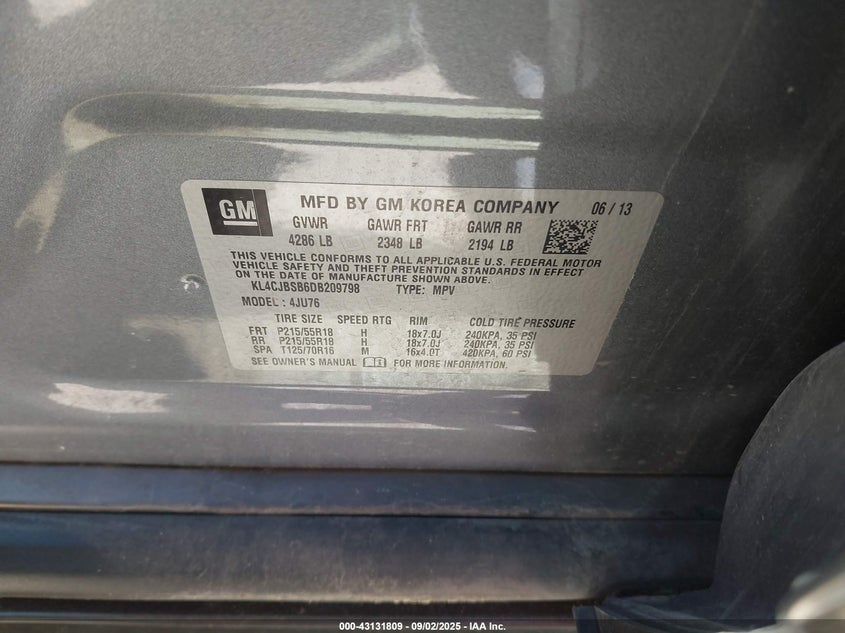 GM
MFD BY GM KOREA COMPANY 06/13
GVWR GAWR FRT GAWR RR
4286 LB 2348 LB 2194 LB
THIS VEHICLE CONFORMS TO ALL APPLICABLE U.S. FEDERAL MOTOR
VEHICLE SAFETY AND THEFT PREVENTION STANDARDS IN EFFECT
ON THE DATE OF MANUFACTURE SHOWN ABOVE.
KL4CJBSB6DB209798 TYPE: MPV
MODEL: 4JU76
TIRE SIZE SPEED RTG RIM COLD TIRE PRESSURE
FRT P215/55R18 H 18x7.0J 240KPA, 35 PSI
RR P215/55R18 H 18x7.0J 240KPA, 35 PSI
SPA T125/70R16 M 16x4.0T 420KPA, 60 PSI
SEE OWNER'S MANUAL FOR MORE INFORMATION.
000-43131809 - 09/02/2025 - IAA Inc.